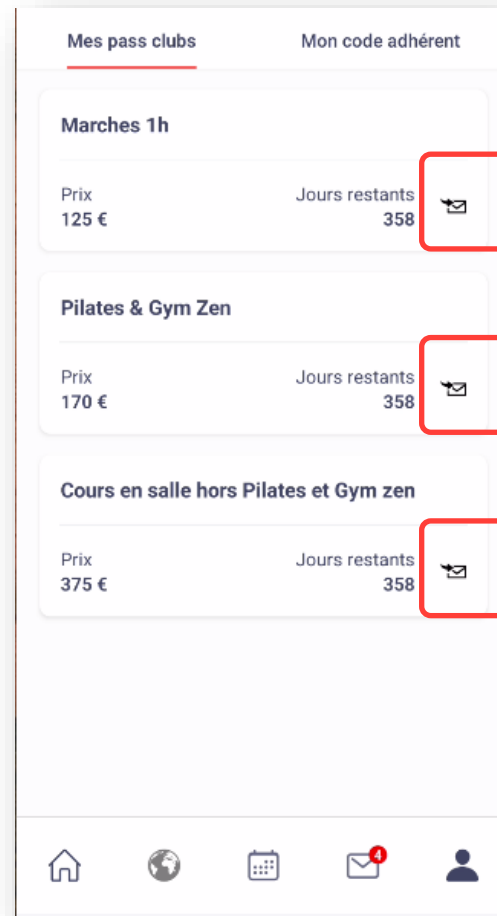 Mes pass clubs Mon code adhérent
Marches 1h
Prix Jours restants
125 € 358
Pilates & Gym Zen
Prix Jours restants
170 € 358
Cours en salle hors Pilates et Gym zen
Prix Jours restants
375 € 358
4